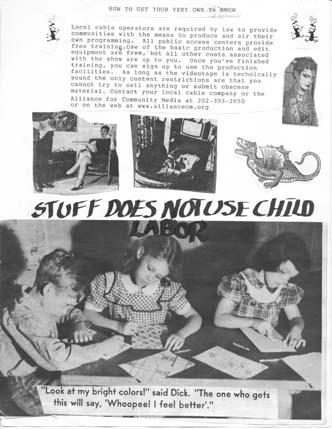 HOW TO GET YOUR VERY OWN TV SHOW
Local cable operators are required by law to provide
communities with the means to produce and air their
own programming. All public access centers provide
free training. Use of the basic production and edit
equipment are free, but all other costs associated
with the show are up to you. Once you've finished
training, you can sign up to use the production
facilities. As long as the videotape is technically
sound the only content restrictions are that you
cannot try to sell anything or submit obscene
material. Contact your local cable company or the
Alliance for Community Media at 202-393-2650
or on the web at www.alliancecm.org
STUFF DOES NOT USE CHILD
LABOR
"Look at my bright colors!" said Dick. "The one who gets
this will say, 'Whoopee! I feel better'."